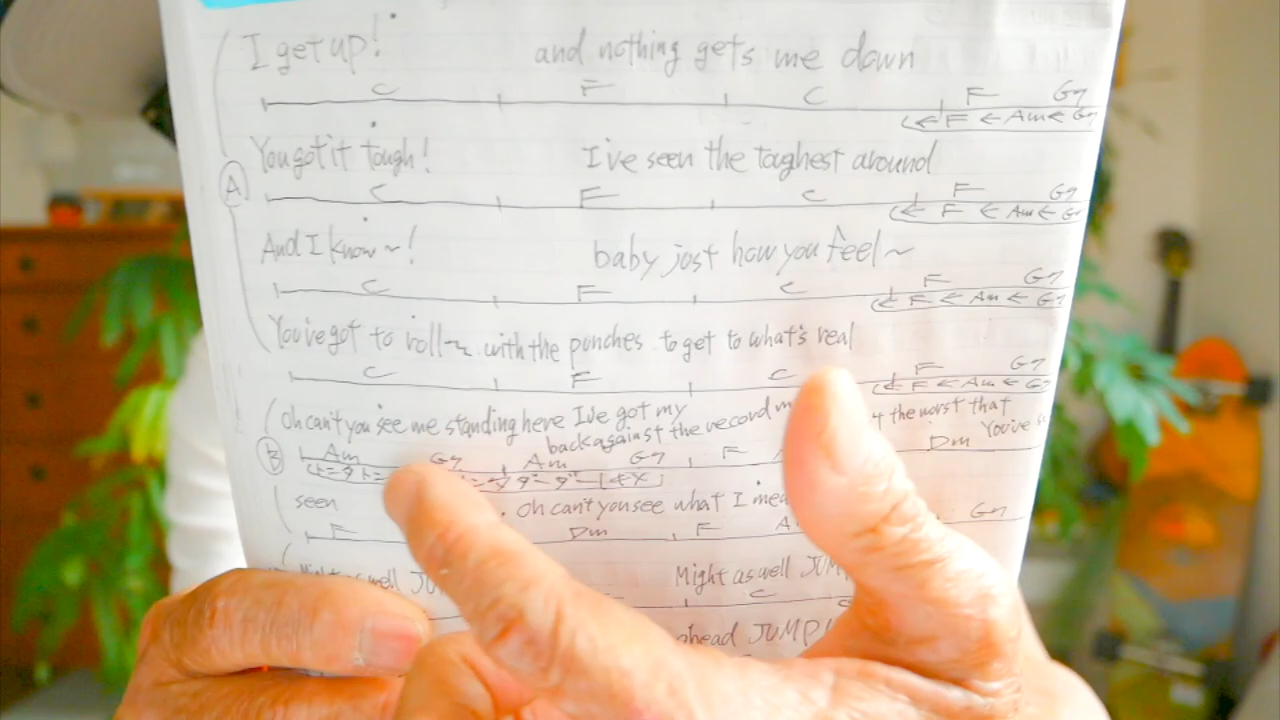 I get up! and nothing gets me down
C F C F G7
← F ← Am ← G7
You got it tough! I've seen the toughest around
A
C F C F G7
← F ← Am ← G
And I know~! baby just how you feel~
C F C F G7
← F ← Am ← G7
You've got to roll~ with the punches to get to what's real
C F C F G7
← F ← Am ← G7
Oh can't you see me standing here I've got my
back against the record the worst that
You've
B
Am G7 Am G7 F Dm
seen Oh can't you see what I mea
F Dm F A G7
well JU Might as well JUM
C
ahead JUMP!